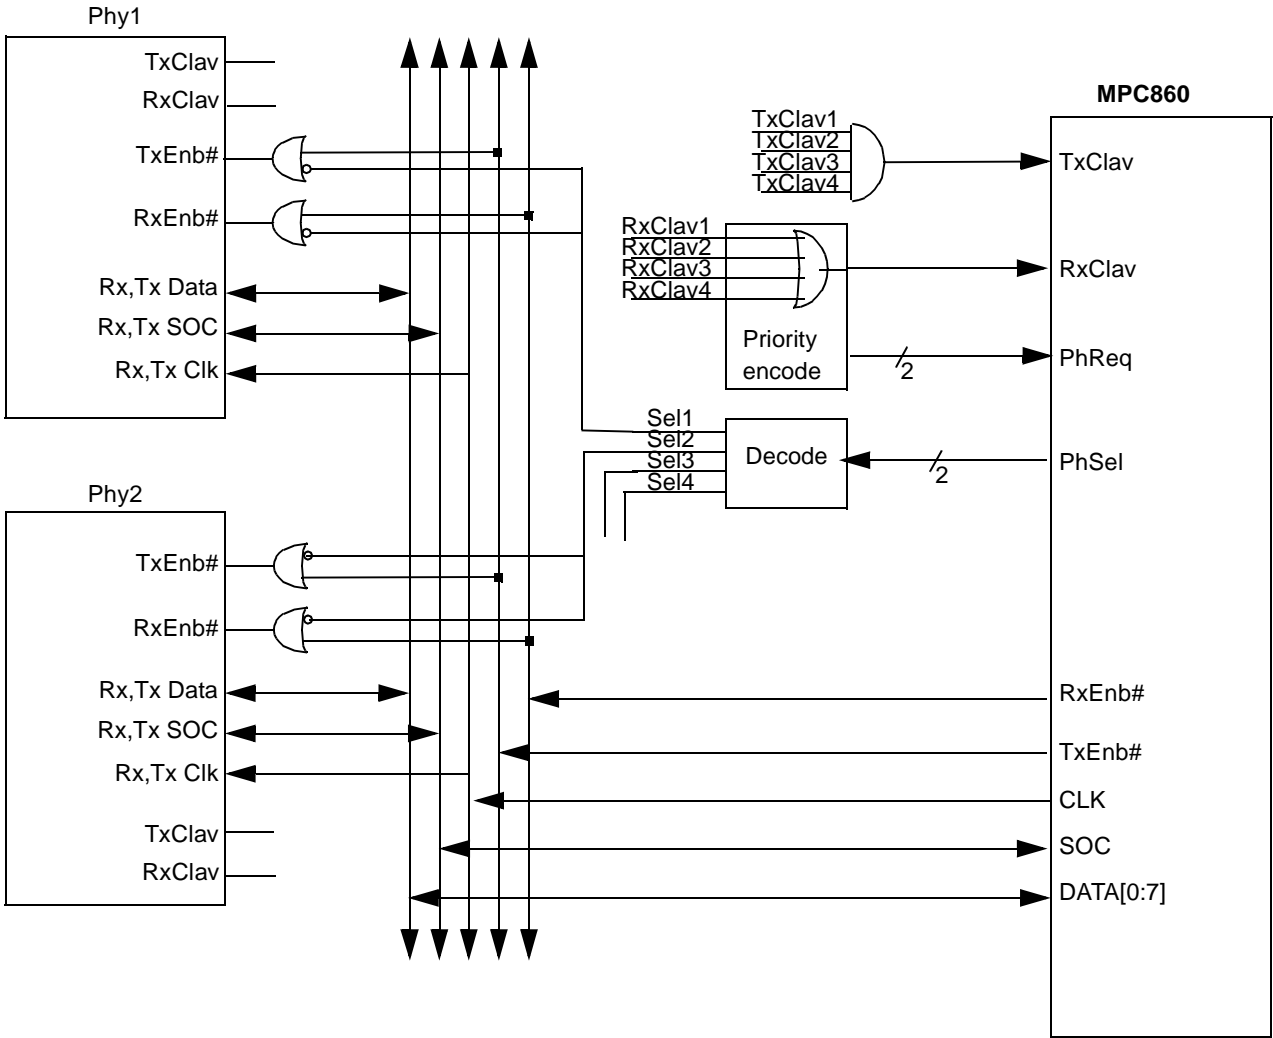 Phy1
TxClav
RxClav
TxEnb#
RxEnb#
Rx,Tx Data
Rx,Tx SOC
Rx,Tx Clk
Phy2
TxEnb#
RxEnb#
Rx,Tx Data
Rx,Tx SOC
Rx,Tx Clk
TxClav
RxClav
TxClav1
TxClav2
TxClav3
TxClav4
RxClav1
RxClav2
RxClav3
RxClav4
Priority
encode
2
Sel1
Sel2
Sel3
Sel4
Decode
2
MPC860
TxClav
RxClav
PhReq
PhSel
RxEnb#
TxEnb#
CLK
SOC
DATA[0:7]